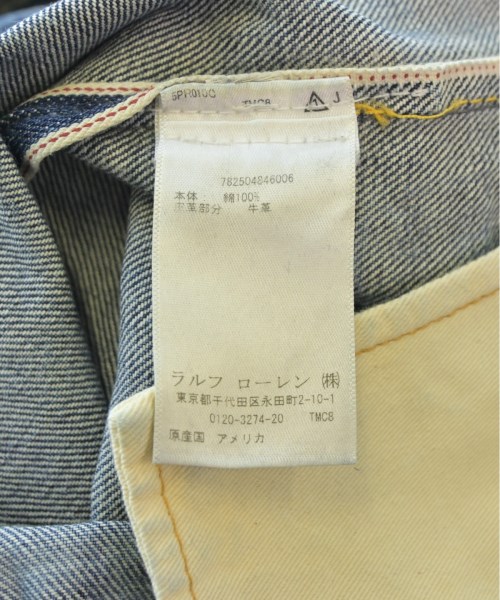 SPR010C TMC8 J
782504846006
本体: 綿100%
皮革部分 牛革
ラルフ ローレン ㈱
東京都千代田区永田町2-10-1
0120-3274-20 TMC8
原産国 アメリカ